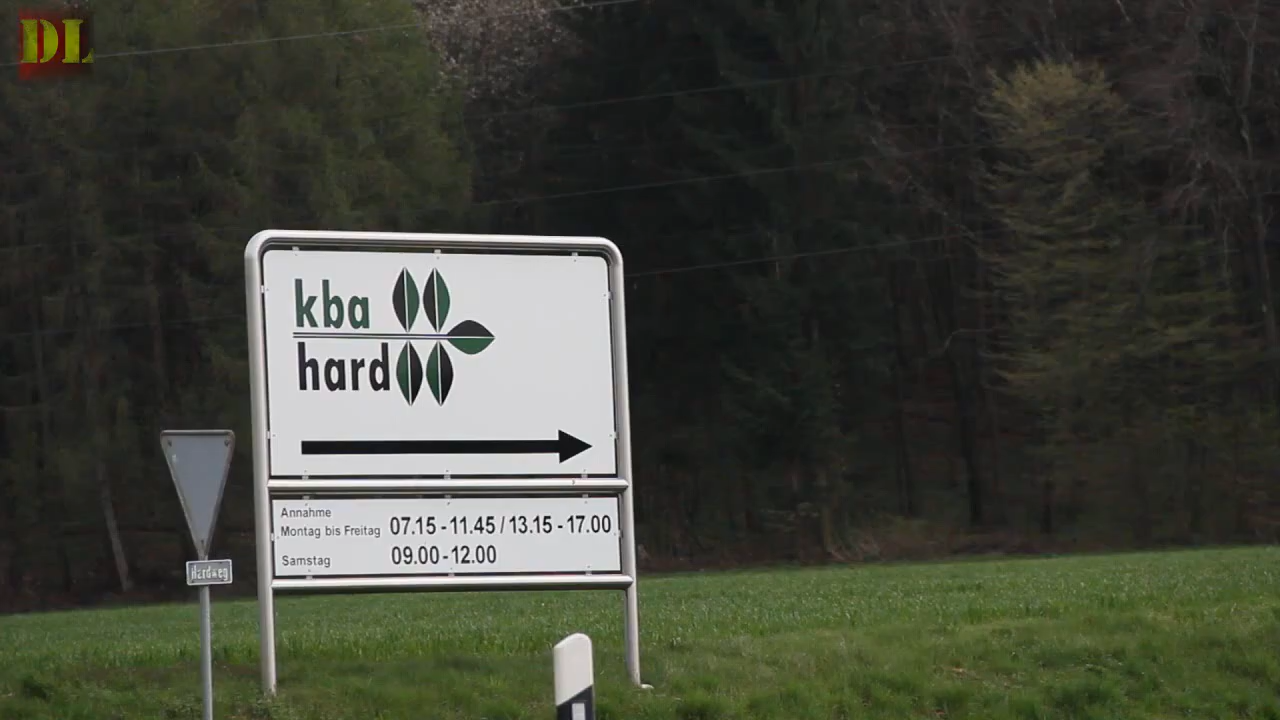 DL
kba
hard
Annahme
Montag bis Freitag 07.15 - 11.45 / 13.15 - 17.00
Samstag 09.00 - 12.00
Hardweg